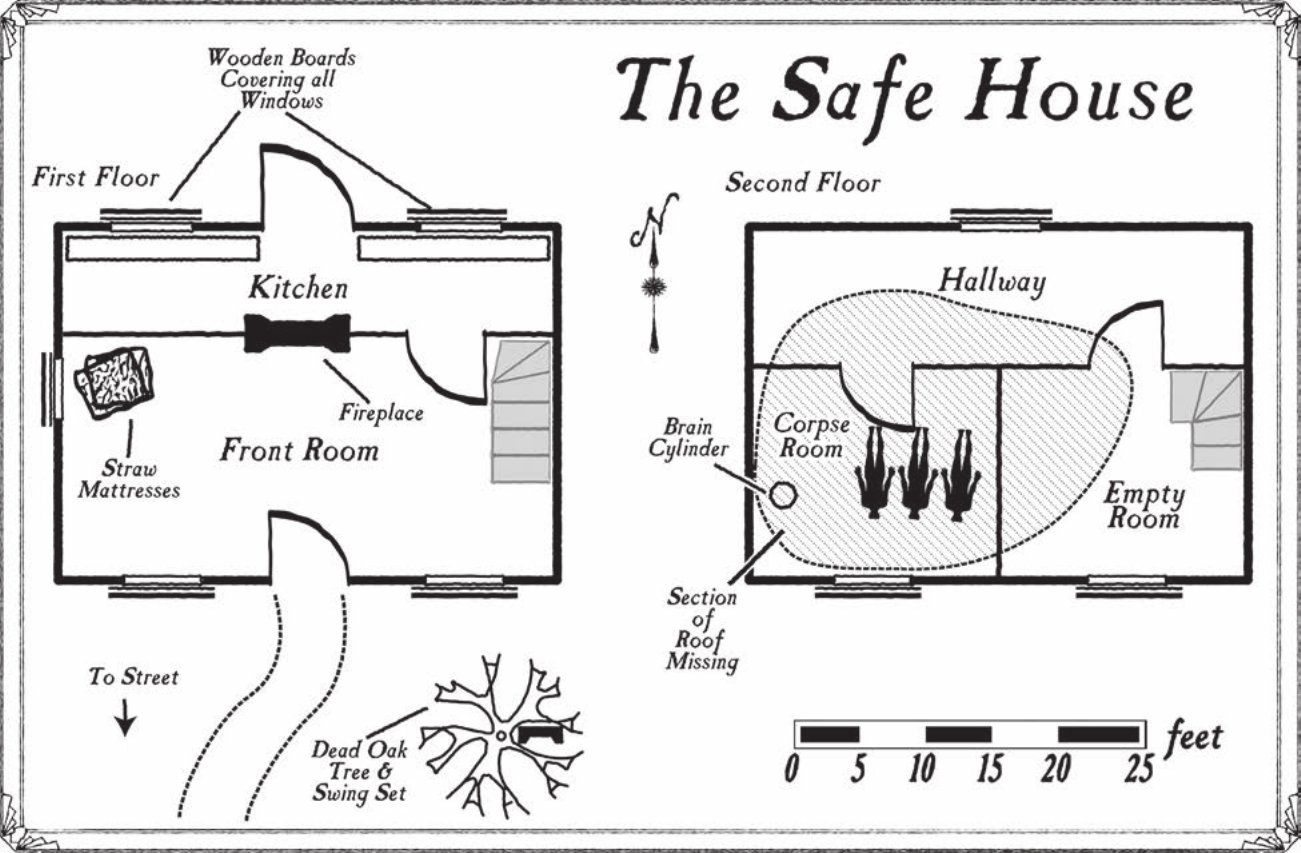 The Safe House
Wooden Boards
Covering all
Windows
First Floor
Kitchen
Fireplace
Front Room
Straw
Mattresses
To Street
Dead Oak
Tree &
Swing Set
N
Second Floor
Hallway
Brain
Cylinder
Corpse
Room
Empty
Room
Section
of
Roof
Missing
0 5 10 15 20 25 feet